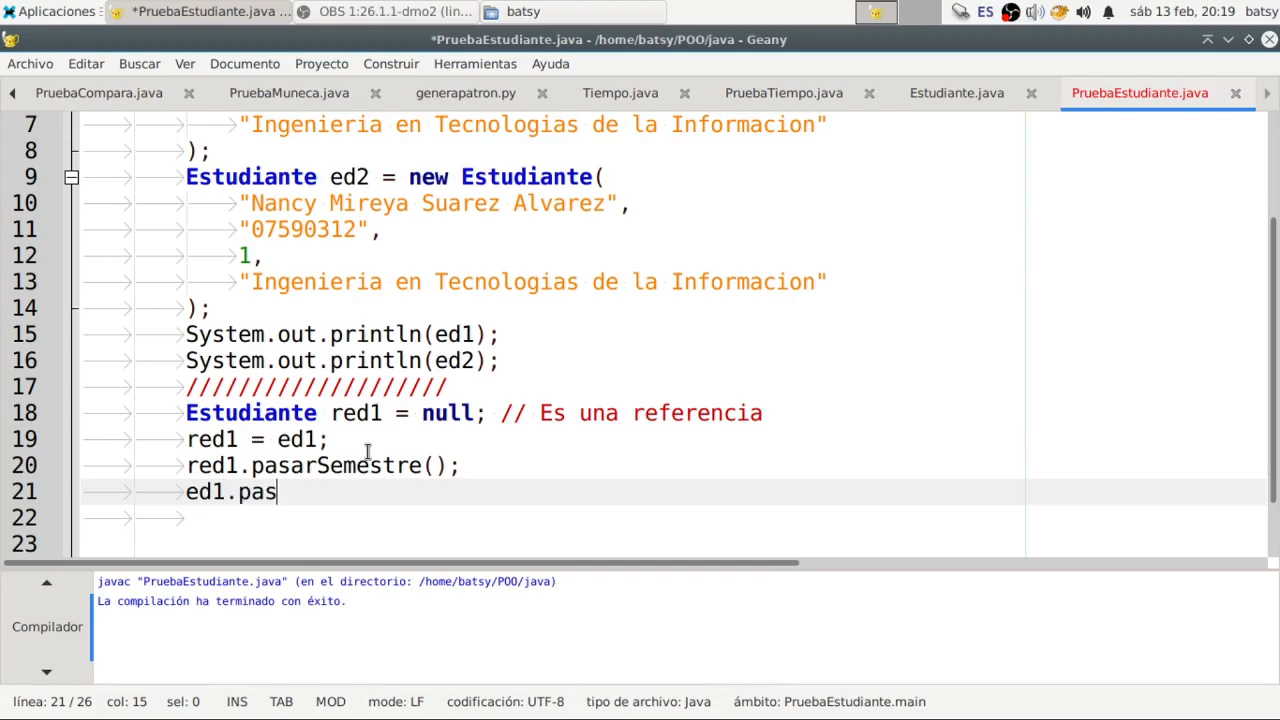 Aplicaciones *PruebaEstudiante.java ... OBS 1:26.1.1-dmo2 (lin... batsy ES sáb 13 feb, 20:19 batsy
*PruebaEstudiante.java - /home/batsy/POO/java - Geany
Archivo Editar Buscar Ver Documento Proyecto Construir Herramientas Ayuda
PruebaCompara.java PruebaMuneca.java generapatron.py Tiempo.java PruebaTiempo.java Estudiante.java PruebaEstudiante.java
7 "Ingenieria en Tecnologias de la Informacion"
8 );
9 Estudiante ed2 = new Estudiante(
10 "Nancy Mireya Suarez Alvarez",
11 "07590312",
12 1,
13 "Ingenieria en Tecnologias de la Informacion"
14 );
15 System.out.println(ed1);
16 System.out.println(ed2);
17 ////////////////////
18 Estudiante red1 = null; // Es una referencia
19 red1 = ed1;
20 red1.pasarSemestre();
21 ed1.pas
22
23
javac "PruebaEstudiante.java" (en el directorio: /home/batsy/POO/java)
La compilación ha terminado con éxito.
Compilador
línea: 21 / 26 col: 15 sel: 0 INS TAB MOD mode: LF codificación: UTF-8 tipo de archivo: Java ámbito: PruebaEstudiante.main